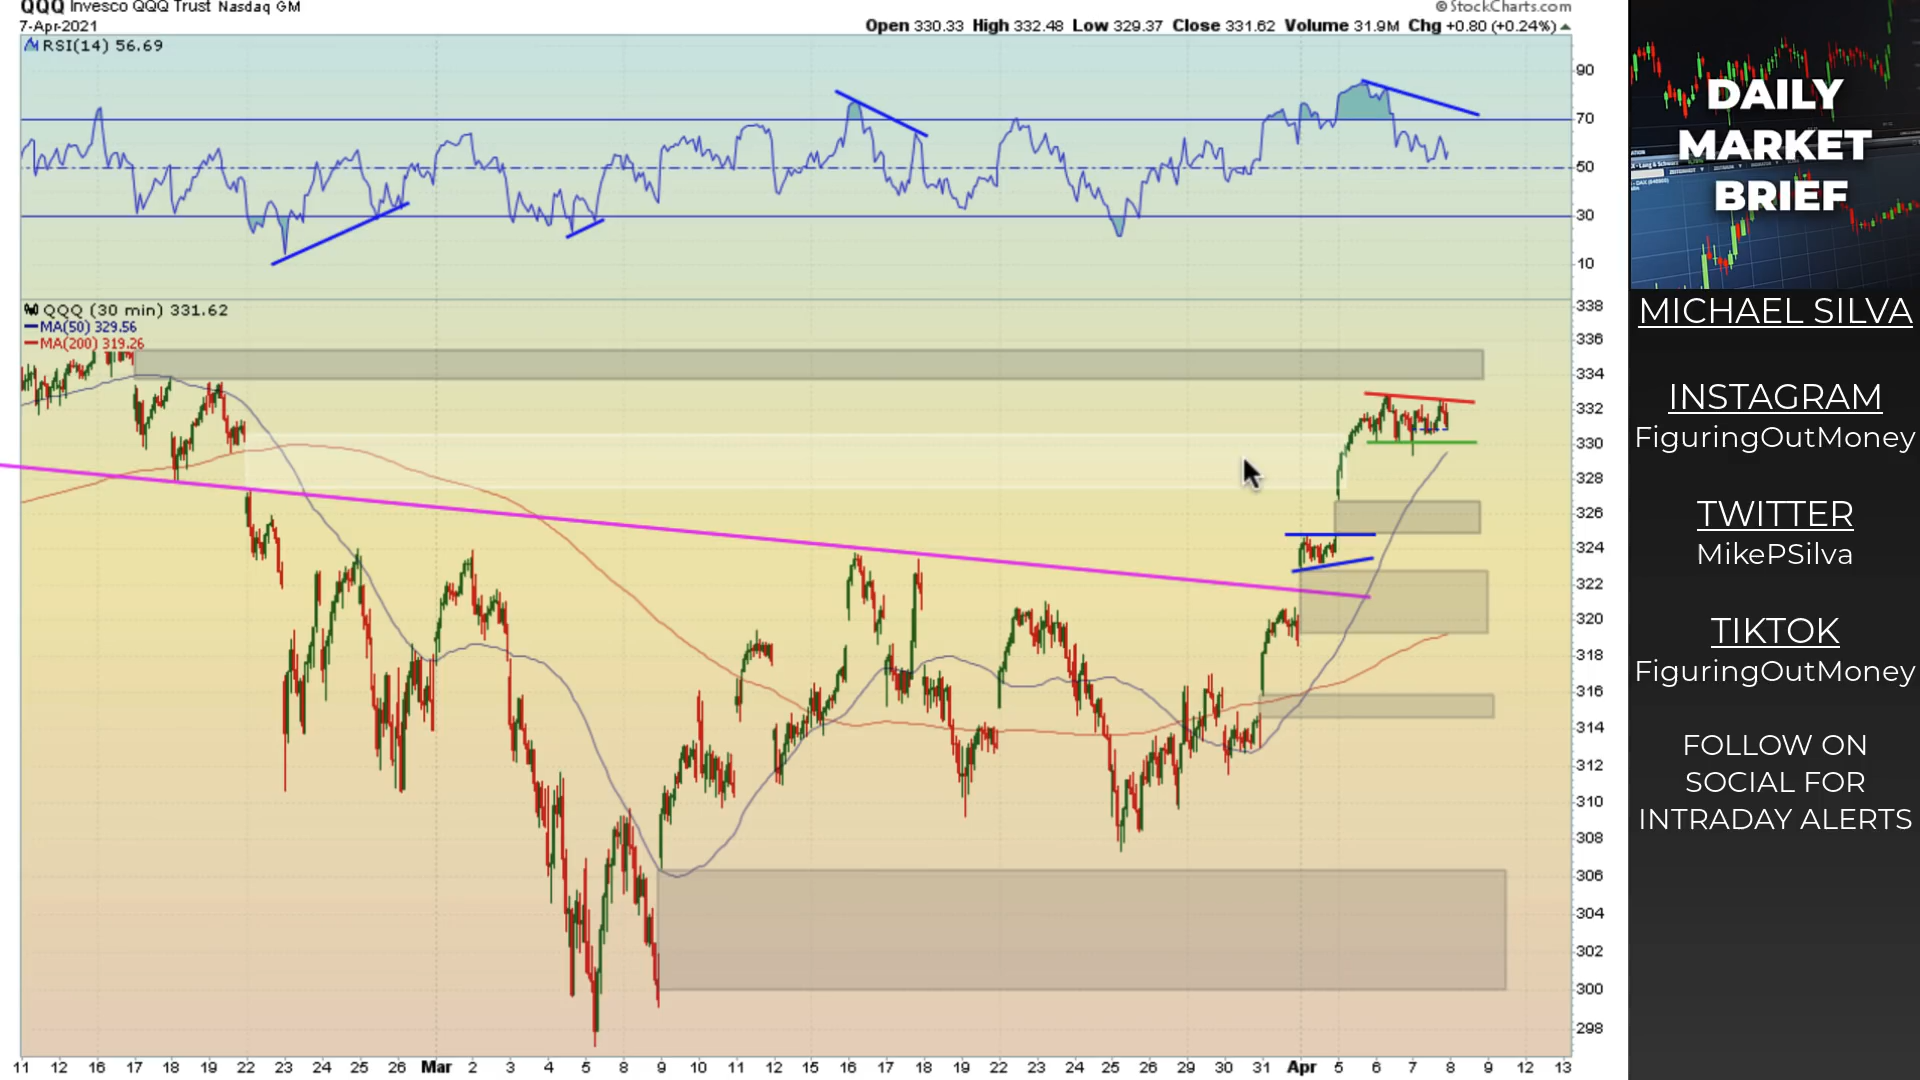 QQQ Invesco QQQ Trust Nasdaq GM
© StockCharts.com
7-Apr-2021
Open 330.33 High 332.48 Low 329.37 Close 331.62 Volume 31.9M Chg +0.80 (+0.24%)
RSI(14) 56.69
90
70
50
30
10
QQQ (30 min) 331.62
MA(50) 329.56
MA(200) 319.26
338
336
334
332
330
328
326
324
322
320
318
316
314
312
310
308
306
304
302
300
298
11 12 16 17 18 19 22 23 24 25 26 Mar 2 3 4 5 8 9 10 11 12 15 16 17 18 19 22 23 24 25 26 29 30 31 Apr 5 6 7 8 9 12 13
DAILY
MARKET
BRIEF
MICHAEL SILVA
INSTAGRAM
FiguringOutMoney
TWITTER
MikePSilva
TIKTOK
FiguringOutMoney
FOLLOW ON
SOCIAL FOR
INTRADAY ALERTS